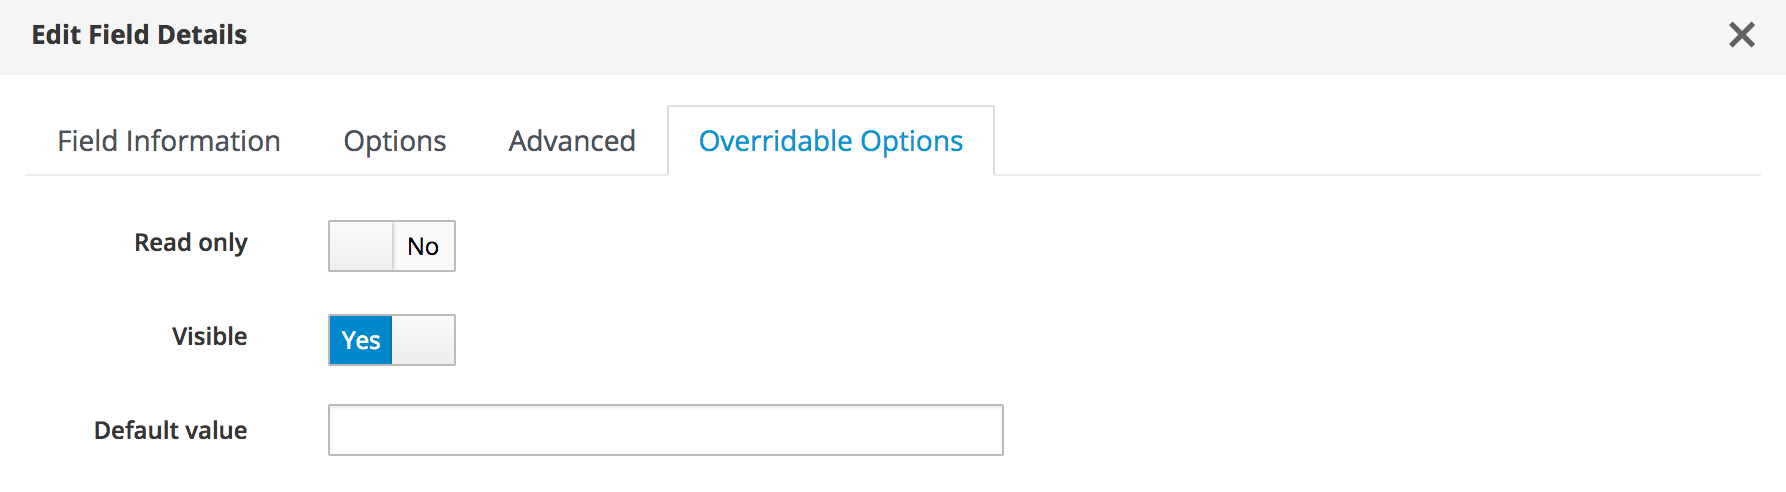 Edit Field Details
Field Information Options Advanced Overridable Options
Read only No
Visible Yes
Default value